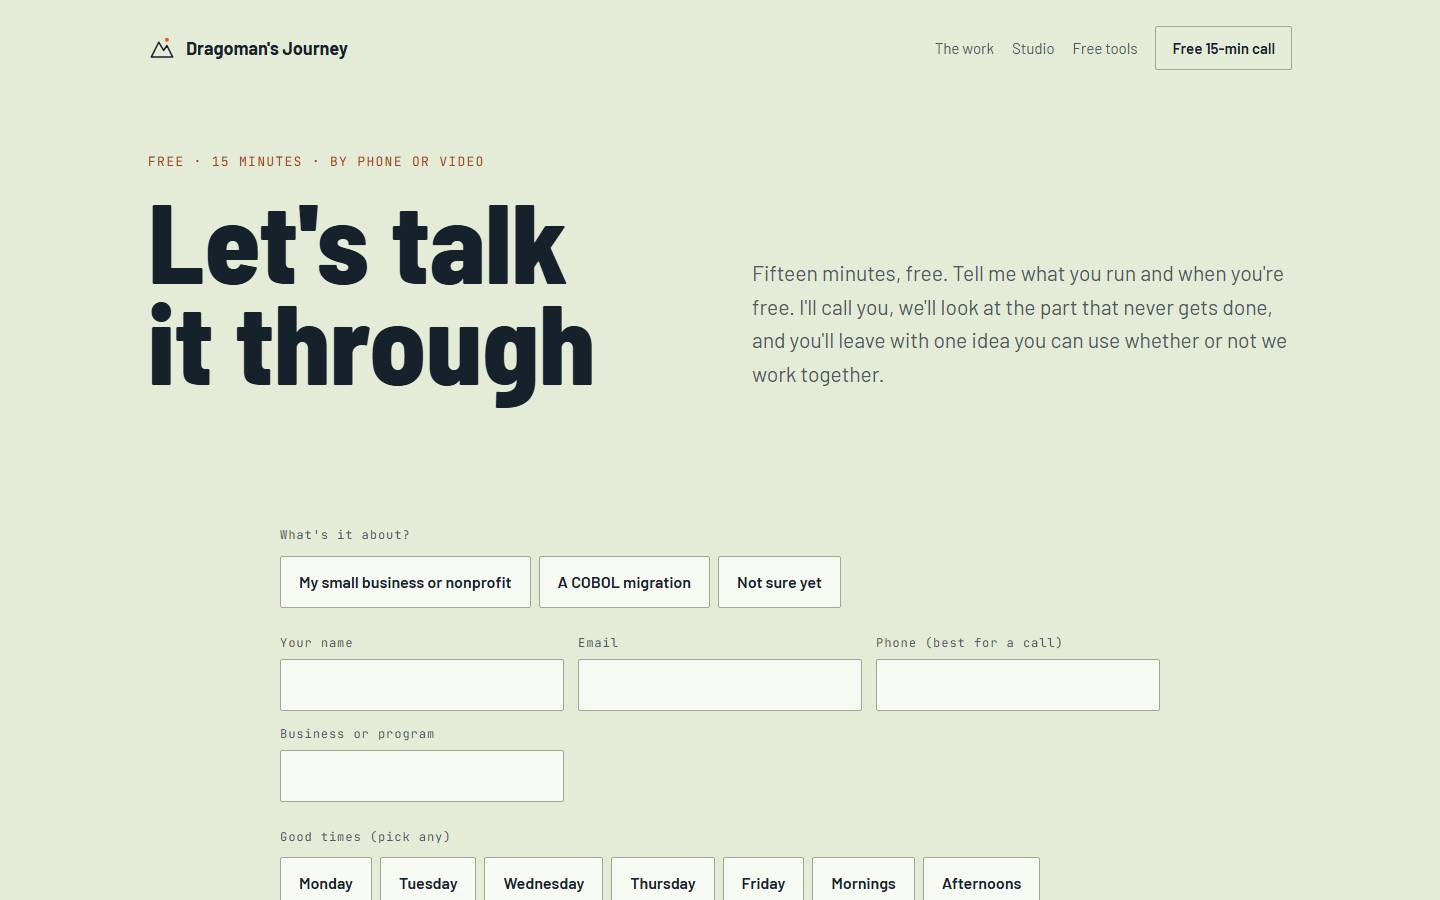 Dragoman's Journey
The work
Studio
Free tools
Free 15-min call
FREE · 15 MINUTES · BY PHONE OR VIDEO
Let's talk
it through
Fifteen minutes, free. Tell me what you run and when you're
free. I'll call you, we'll look at the part that never gets done,
and you'll leave with one idea you can use whether or not we
work together.
What's it about?
My small business or nonprofit
A COBOL migration
Not sure yet
Your name
Email
Phone (best for a call)
Business or program
Good times (pick any)
Monday
Tuesday
Wednesday
Thursday
Friday
Mornings
Afternoons